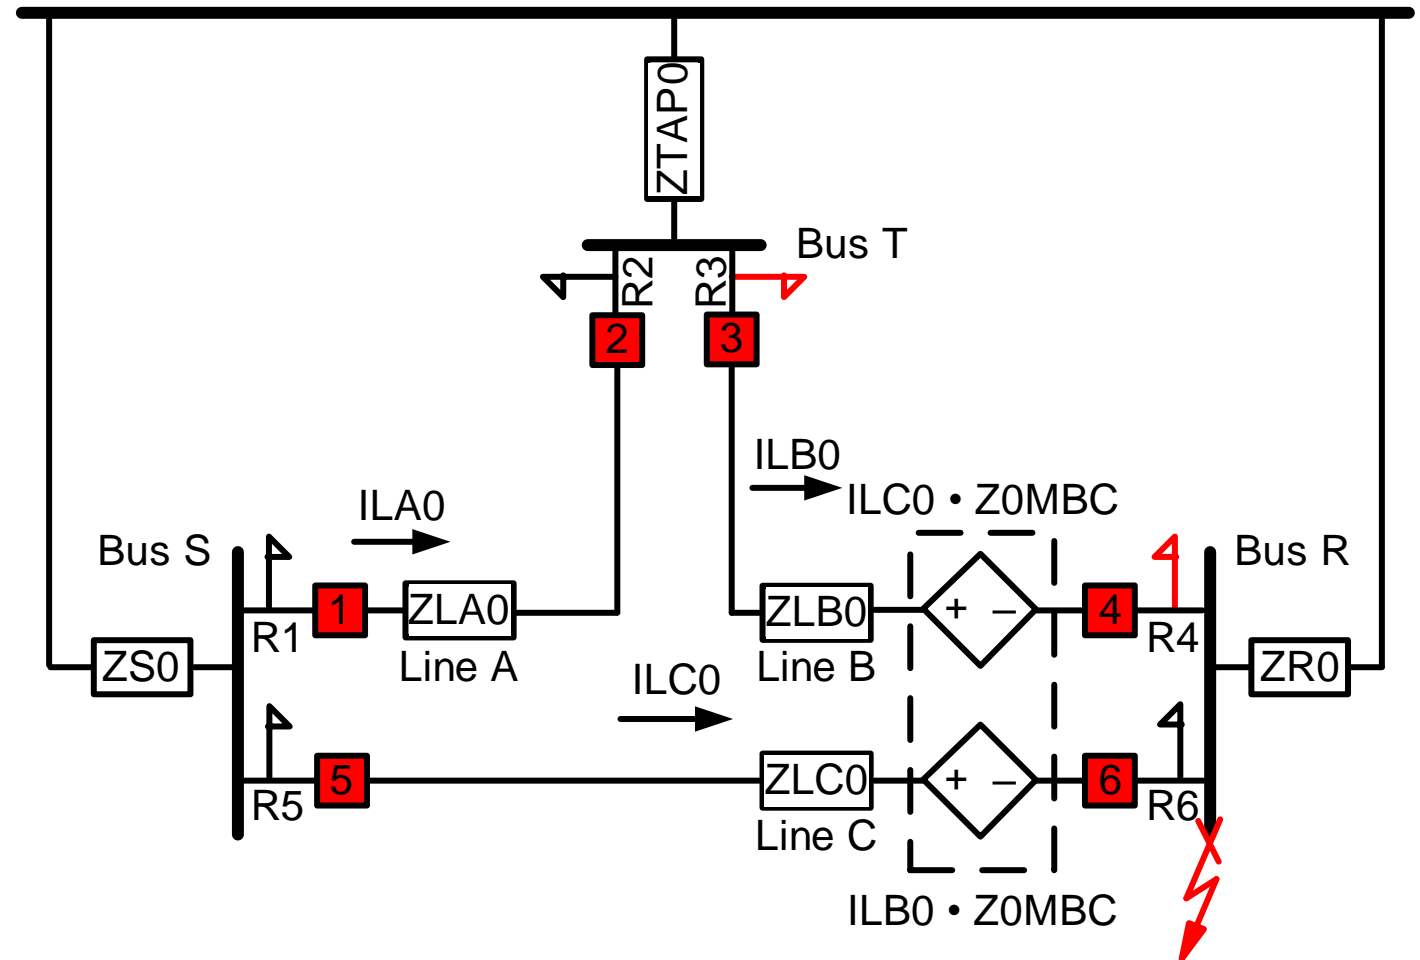 ZTAP0
Bus T
R2
R3
2
3
ILB0
ILC0 • Z0MBC
ILA0
Bus S
Bus R
1
ZLA0
ZLB0
+ –
4
R1
R4
Line A
Line B
ZS0
ZR0
ILC0
5
ZLC0
+ –
6
R5
R6
Line C
ILB0 • Z0MBC